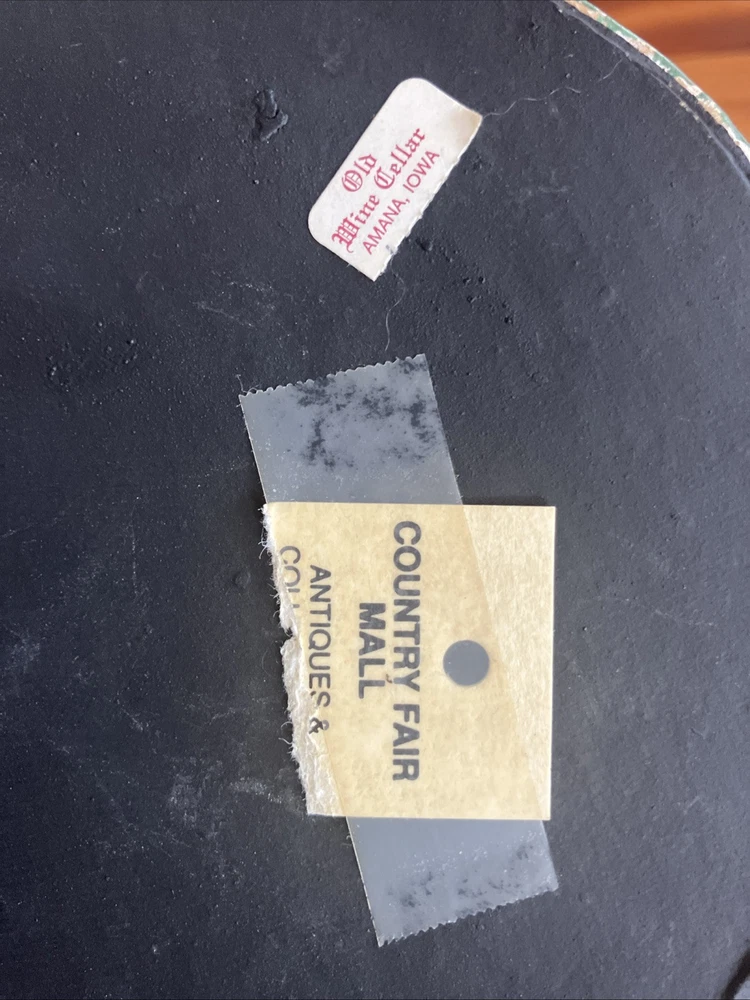 Old
Wine Cellar
AMANA, IOWA
COUNTRY FAIR
MALL
ANTIQUES &